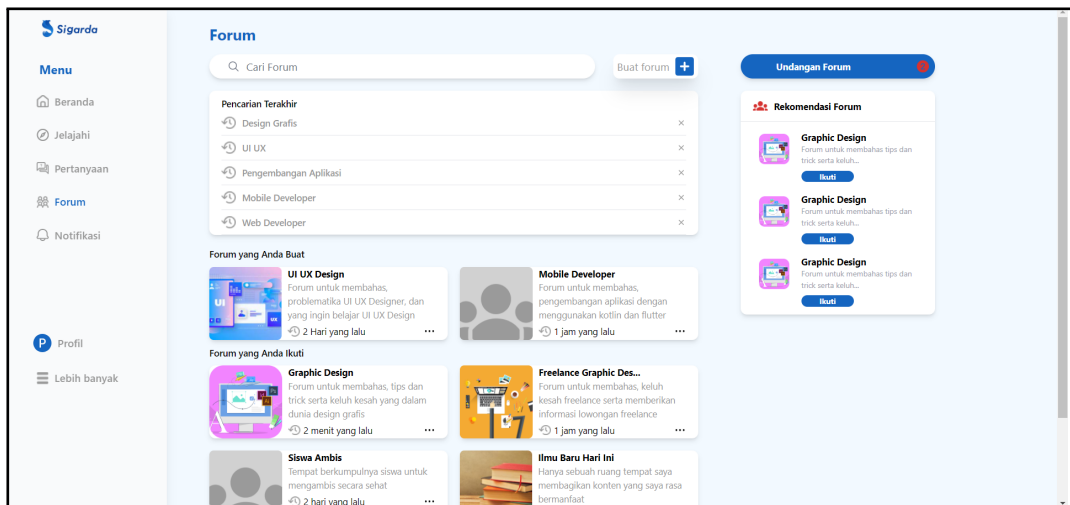 Sigarda
Menu
Beranda
Jelajahi
Pertanyaan
Forum
Notifikasi
P Profil
Lebih banyak
Forum
Cari Forum
Buat forum
Pencarian Terakhir
Design Grafis
UI UX
Pengembangan Aplikasi
Mobile Developer
Web Developer
Forum yang Anda Buat
UI UX Design
Forum untuk membahas,
problematika UI UX Designer, dan
yang ingin belajar UI UX Design
2 Hari yang lalu
Mobile Developer
Forum untuk membahas,
pengembangan aplikasi dengan
menggunakan kotlin dan flutter
1 jam yang lalu
Forum yang Anda Ikuti
Graphic Design
Forum untuk membahas, tips dan
trick serta keluh kesah yang dalam
dunia design grafis
2 menit yang lalu
Freelance Graphic Des...
Forum untuk membahas, keluh
kesah freelance serta memberikan
informasi lowongan freelance
1 jam yang lalu
Siswa Ambis
Tempat berkumpulnya siswa untuk
mengambis secara sehat
2 hari yang lalu
Ilmu Baru Hari Ini
Hanya sebuah ruang tempat saya
membagikan konten yang saya rasa
bermanfaat
Undangan Forum
Rekomendasi Forum
Graphic Design
Forum untuk membahas tips dan
trick serta keluh...
Ikuti
Graphic Design
Forum untuk membahas tips dan
trick serta keluh...
Ikuti
Graphic Design
Forum untuk membahas tips dan
trick serta keluh...
Ikuti